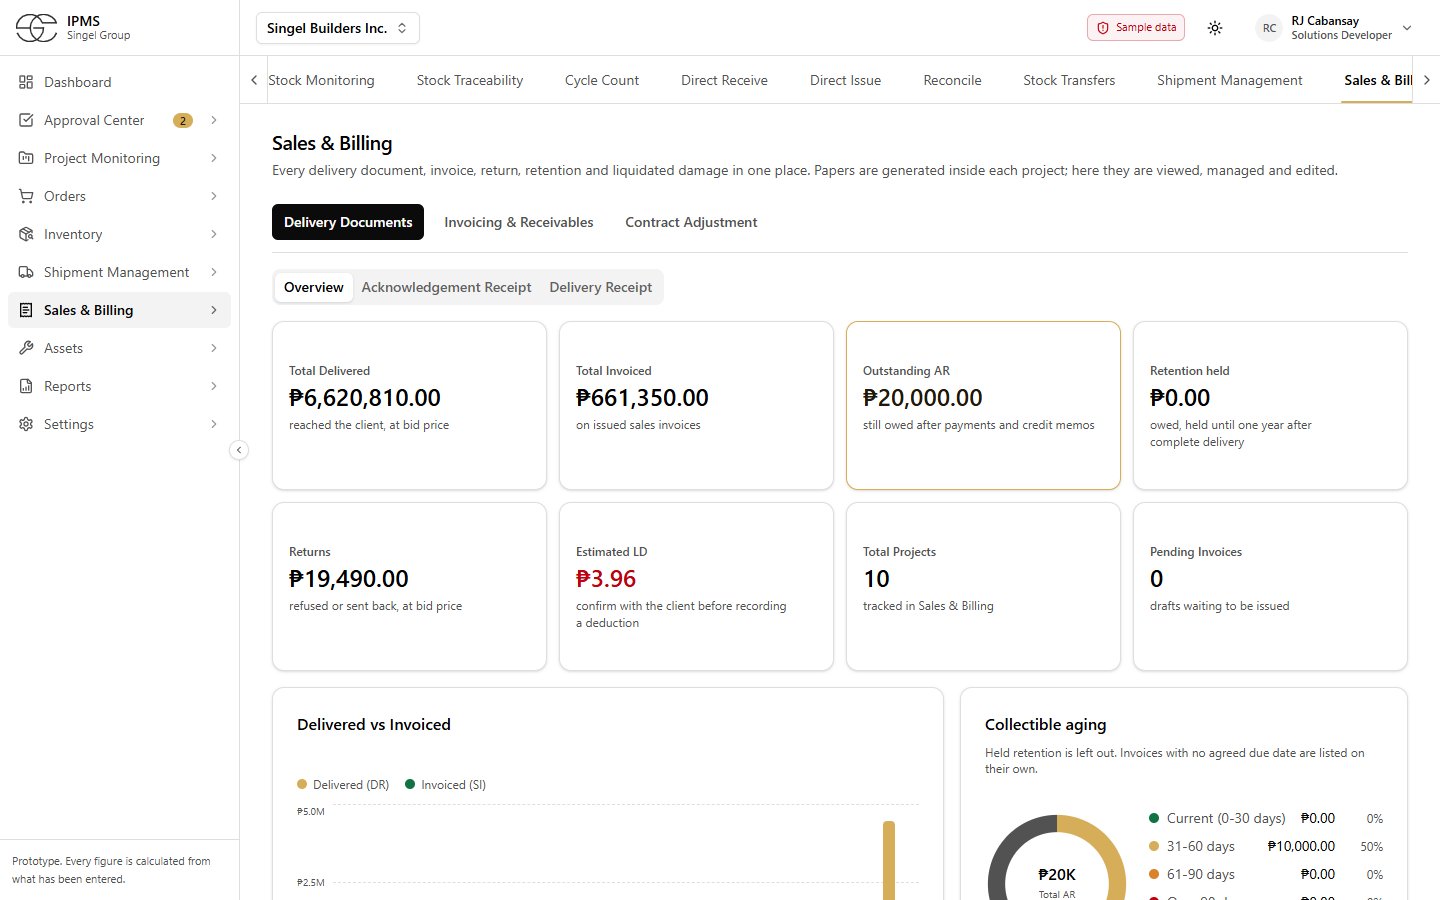 IPMS
Singel Group
Singel Builders Inc.
Sample data
RC
RJ Cabansay
Solutions Developer
Dashboard
Approval Center 2
Project Monitoring
Orders
Inventory
Shipment Management
Sales & Billing
Assets
Reports
Settings
Prototype. Every figure is calculated from
what has been entered.
Stock Monitoring Stock Traceability Cycle Count Direct Receive Direct Issue Reconcile Stock Transfers Shipment Management Sales & Bill
Sales & Billing
Every delivery document, invoice, return, retention and liquidated damage in one place. Papers are generated inside each project; here they are viewed, managed and edited.
Delivery Documents Invoicing & Receivables Contract Adjustment
Overview Acknowledgement Receipt Delivery Receipt
Total Delivered
₱6,620,810.00
reached the client, at bid price
Total Invoiced
₱661,350.00
on issued sales invoices
Outstanding AR
₱20,000.00
still owed after payments and credit memos
Retention held
₱0.00
owed, held until one year after
complete delivery
Returns
₱19,490.00
refused or sent back, at bid price
Estimated LD
₱3.96
confirm with the client before recording
a deduction
Total Projects
10
tracked in Sales & Billing
Pending Invoices
0
drafts waiting to be issued
Delivered vs Invoiced
Delivered (DR) Invoiced (SI)
₱5.0M
₱2.5M
Collectible aging
Held retention is left out. Invoices with no agreed due date are listed on
their own.
₱20K
Total AR
Current (0-30 days) ₱0.00 0%
31-60 days ₱10,000.00 50%
61-90 days ₱0.00 0%